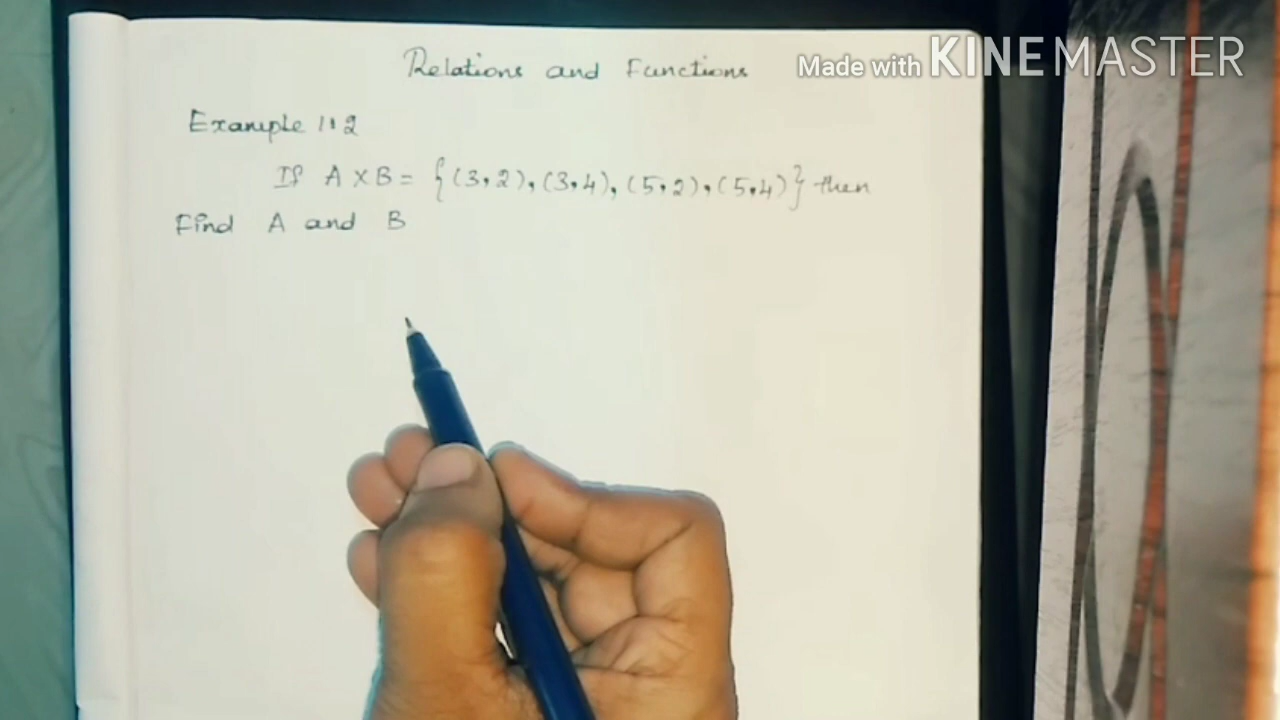 Relations and Functions
Made with KINEMASTER
Example 1.2
If A × B = {(3,2), (3,4), (5,2), (5,4)} then
Find A and B